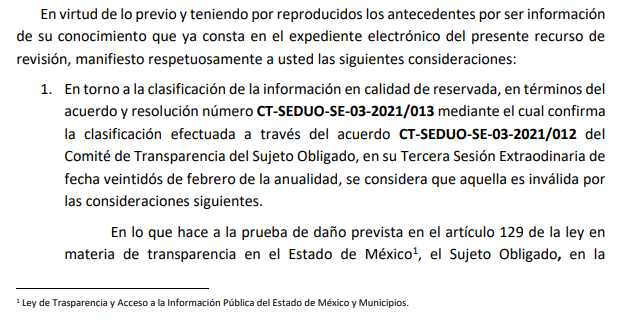 En virtud de lo previo y teniendo por reproducidos los antecedentes por ser información
de su conocimiento que ya consta en el expediente electrónico del presente recurso de
revisión, manifiesto respetuosamente a usted las siguientes consideraciones:
1. En torno a la clasificación de la información en calidad de reservada, en términos del
acuerdo y resolución número CT-SEDUO-SE-03-2021/013 mediante el cual confirma
la clasificación efectuada a través del acuerdo CT-SEDUO-SE-03-2021/012 del
Comité de Transparencia del Sujeto Obligado, en su Tercera Sesión Extraodinaria de
fecha veintidós de febrero de la anualidad, se considera que aquella es inválida por
las consideraciones siguientes.
En lo que hace a la prueba de daño prevista en el artículo 129 de la ley en
materia de transparencia en el Estado de México¹, el Sujeto Obligado, en la
¹ Ley de Trasparencia y Acceso a la Información Pública del Estado de México y Municipios.